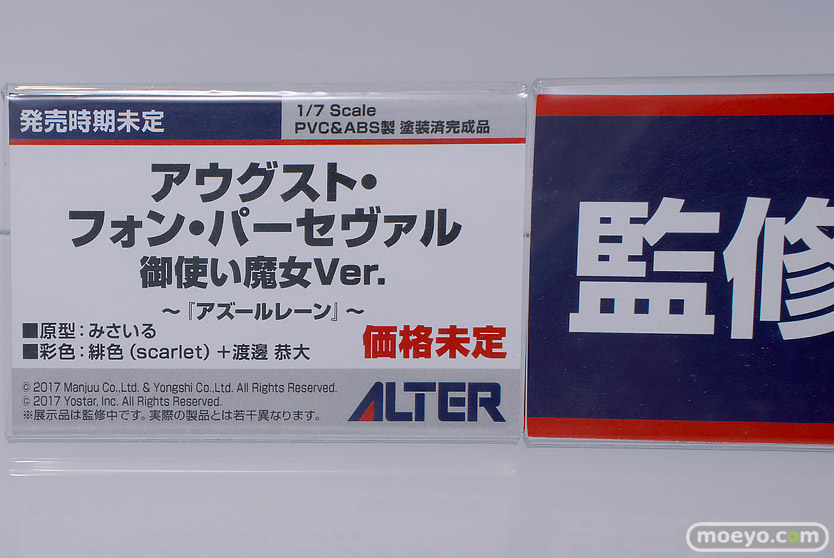 発売時期未定
1/7 Scale
PVC&ABS製 塗装済完成品
アウグスト・
フォン・パーセヴァル
御使い魔女Ver.
～『アズールレーン』～
■原型：みさいる
■彩色：緋色（scarlet）＋渡邊 恭大
価格未定
© 2017 Manjuu Co.,Ltd. & Yongshi Co.,Ltd. All Rights Reserved.
© 2017 Yostar, Inc. All Rights Reserved.
※展示品は監修中です。実際の製品とは若干異なります。
ALTER
監修
moeyo.com